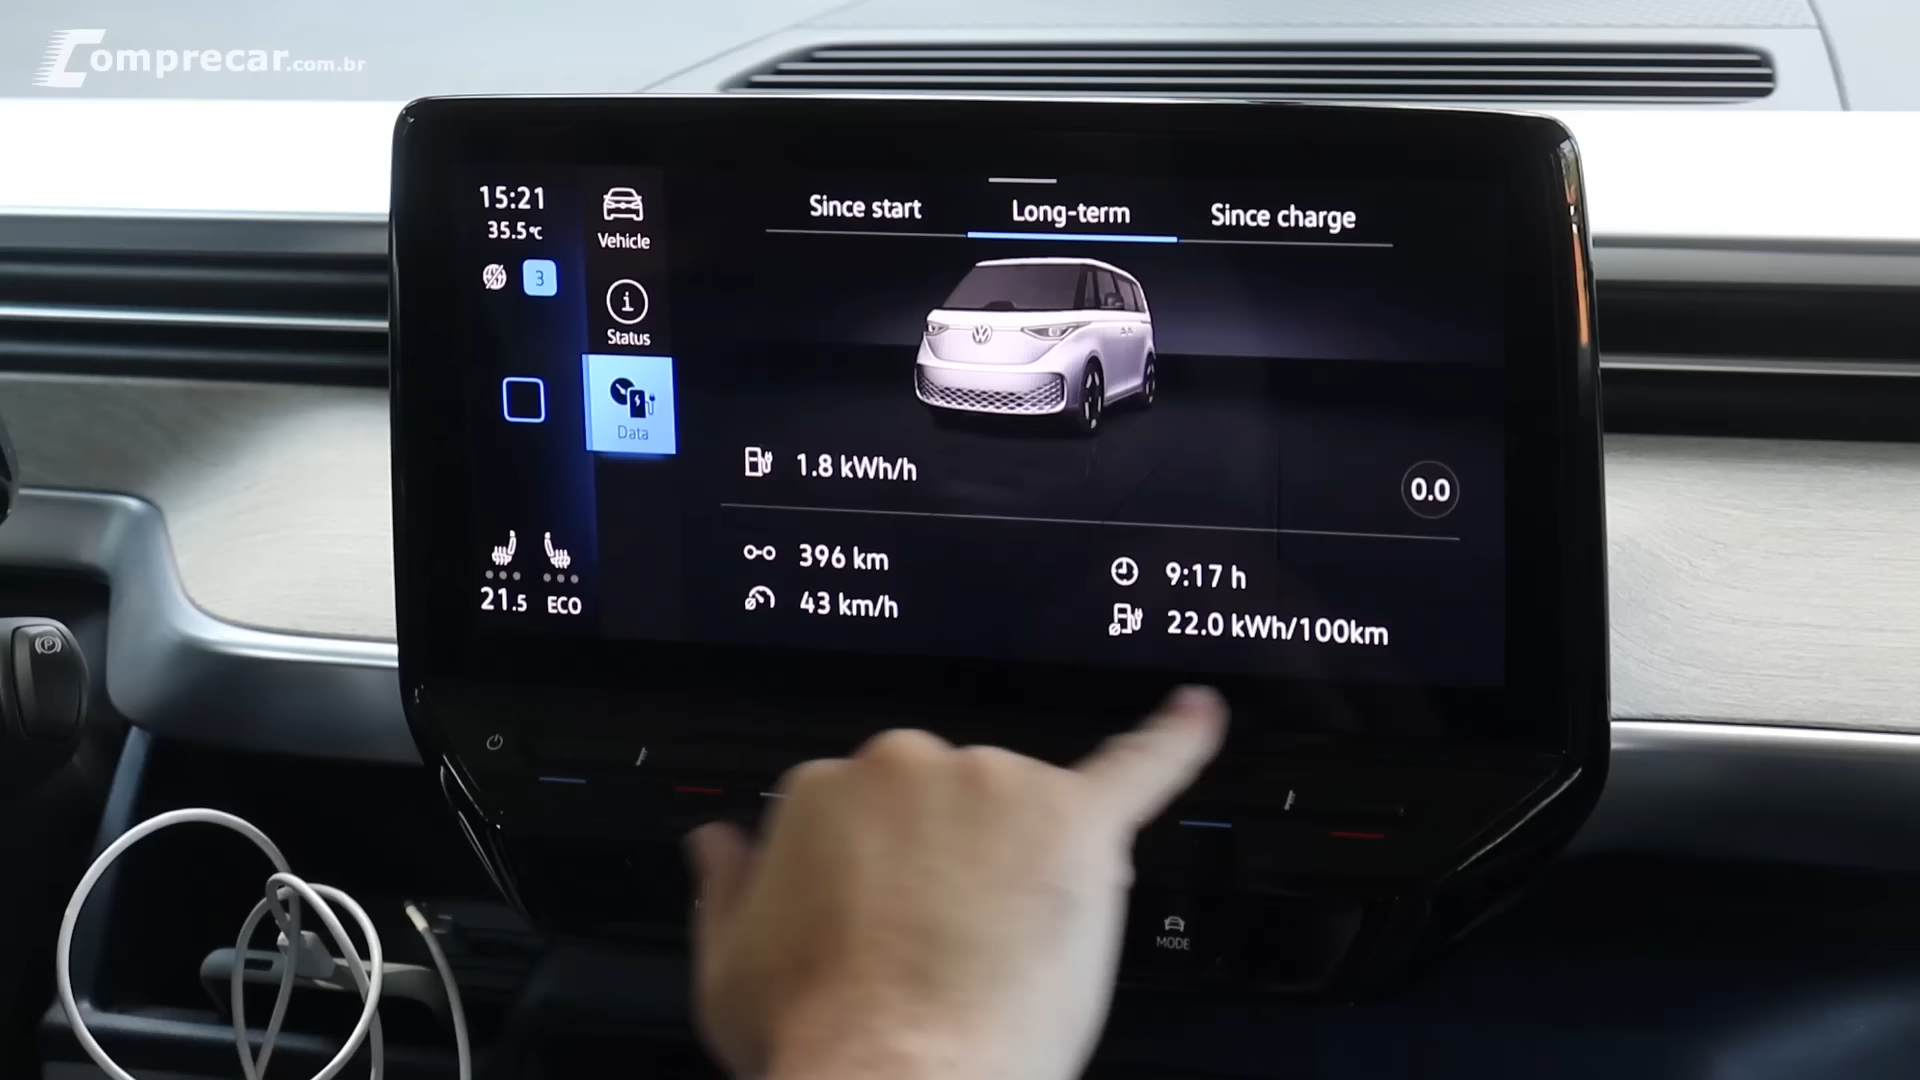 Comprecar.com.br
15:21
35.5°C
3
Vehicle
Status
Data
21.5
ECO
Since start
Long-term
Since charge
1.8 kWh/h
0.0
396 km
9:17 h
43 km/h
22.0 kWh/100km
MODE